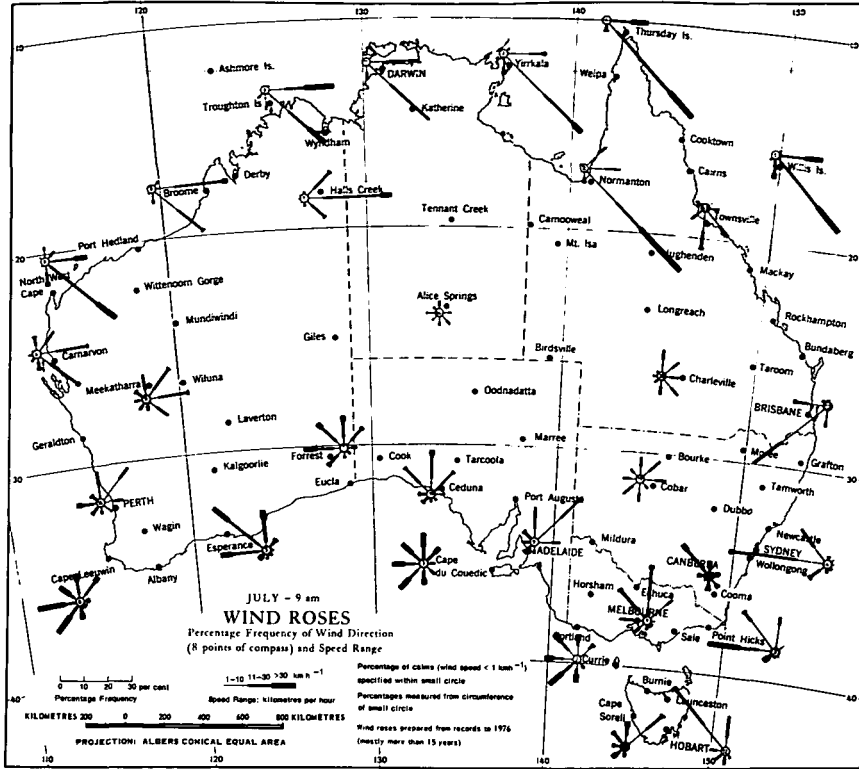 120
130
140
155
10
10
Thursday Is.
Ashmore Is.
DARWIN
Yirrkala
Weipa
Troughton Is
Katherine
Wyndham
Cooktown
Derby
Cairns
Willis Is.
Broome
Halls Creek
Normanton
Tennant Creek
Camooweal
Townsville
Port Hedland
Mt. Isa
Hughenden
20
20
North West
Cape
Mackay
Wittenoom Gorge
Alice Springs
Mundiwindi
Longreach
Rockhampton
Giles
Carnarvon
Birdsville
Bundaberg
Meekatharra
Wiluna
Charleville
Taroom
Oodnadatta
BRISBANE
Laverton
Geraldton
Marree
Moree
Forrest
Cook
Tarcoola
Bourke
Grafton
Kalgoorlie
30
30
Eucla
Ceduna
Cobar
Tamworth
PERTH
Port Augusta
Dubbo
Wagin
Newcastle
Esperance
ADELAIDE
Mildura
SYDNEY
Cape
du Couedic
CANBERRA
Wollongong
Cape Leeuwin
Albany
Horsham
Echuca
Cooma
MELBOURNE
Portland
Sale
Point Hicks
Currie
Burnie
Launceston
Cape
Sorell
HOBART
JULY – 9 am
WIND ROSES
Percentage Frequency of Wind Direction
(8 points of compass) and Speed Range
0 10 20 30 per cent
Percentage Frequency
1–10 11–30 >30 km h⁻¹
Speed Range: kilometres per hour
Percentage of calms (wind speed < 1 kmh⁻¹)
specified within small circle
Percentages measured from circumference
of small circle
Wind roses prepared from records to 1976
(mostly more than 15 years)
KILOMETRES 200 0 200 400 600 800 KILOMETRES
PROJECTION: ALBERS CONICAL EQUAL AREA
40
40
110
120
130
140
150